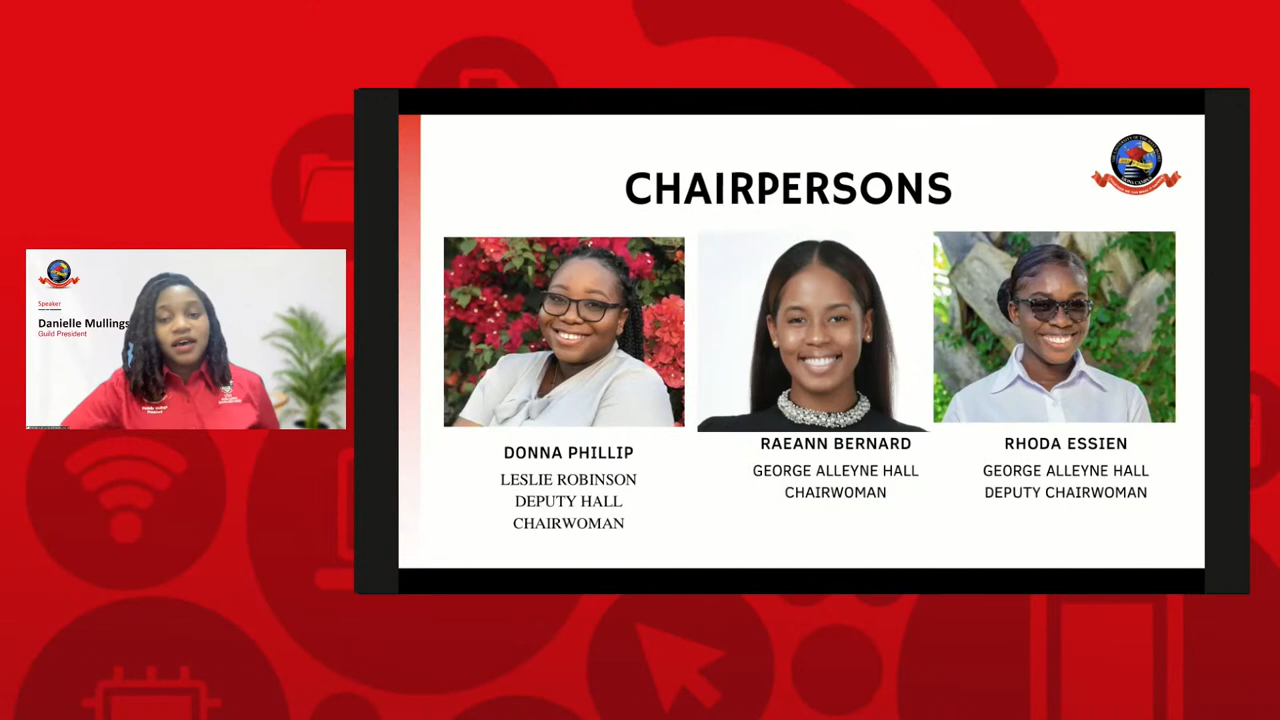 Speaker
Danielle Mullings
Guild President
CHAIRPERSONS
DONNA PHILLIP
LESLIE ROBINSON
DEPUTY HALL
CHAIRWOMAN
RAEANN BERNARD
GEORGE ALLEYNE HALL
CHAIRWOMAN
RHODA ESSIEN
GEORGE ALLEYNE HALL
DEPUTY CHAIRWOMAN